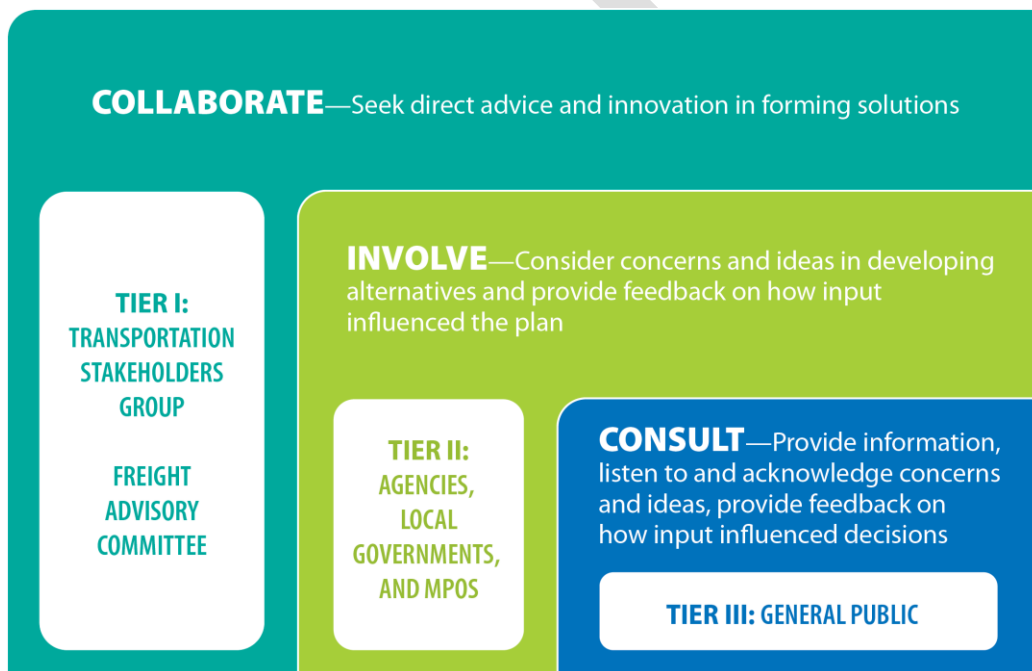 COLLABORATE—Seek direct advice and innovation in forming solutions
TIER I:
TRANSPORTATION
STAKEHOLDERS
GROUP
FREIGHT
ADVISORY
COMMITTEE
INVOLVE—Consider concerns and ideas in developing
alternatives and provide feedback on how input
influenced the plan
TIER II:
AGENCIES,
LOCAL
GOVERNMENTS,
AND MPOS
CONSULT—Provide information,
listen to and acknowledge concerns
and ideas, provide feedback on
how input influenced decisions
TIER III: GENERAL PUBLIC